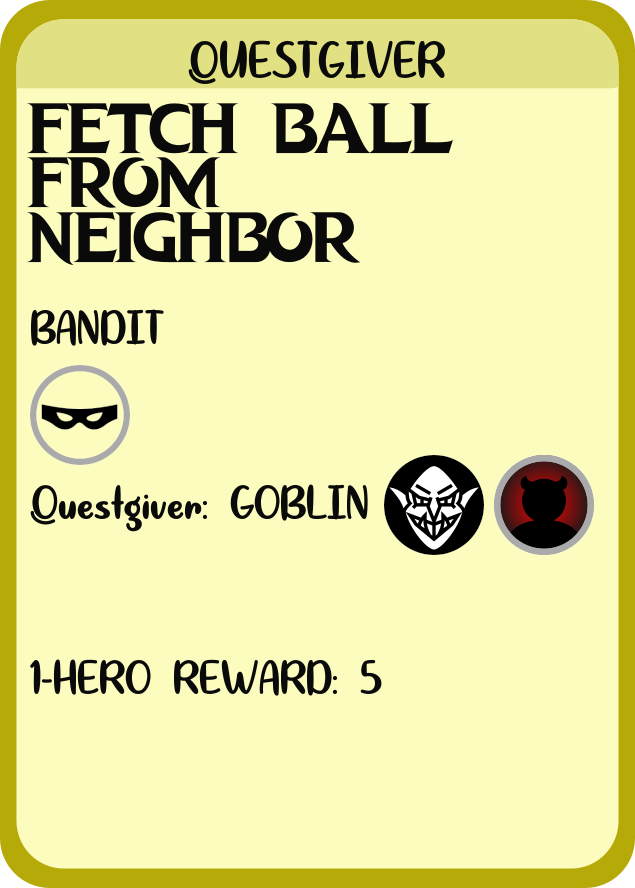 QUESTGIVER
FETCH BALL
FROM
NEIGHBOR
BANDIT
Questgiver: GOBLIN
1-HERO REWARD: 5